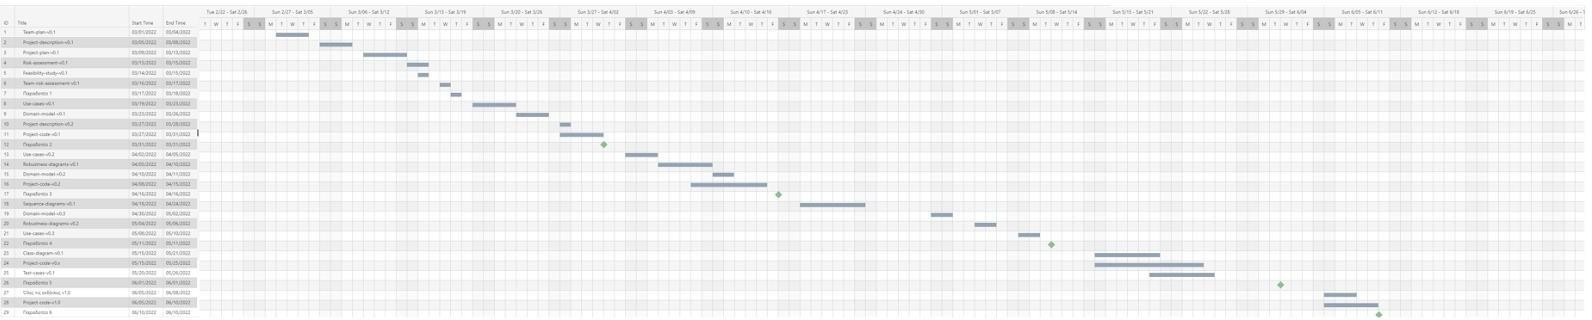 Tue 2/22 - Sat 2/26 Sun 2/27 - Sat 3/05 Sun 3/06 - Sat 3/12 Sun 3/13 - Sat 3/19 Sun 3/20 - Sat 3/26 Sun 3/27 - Sat 4/02 Sun 4/03 - Sat 4/09 Sun 4/10 - Sat 4/16 Sun 4/17 - Sat 4/23 Sun 4/24 - Sat 4/30 Sun 5/01 - Sat 5/07 Sun 5/08 - Sat 5/14 Sun 5/15 - Sat 5/21 Sun 5/22 - Sat 5/28 Sun 5/29 - Sat 6/04 Sun 6/05 - Sat 6/11 Sun 6/12 - Sat 6/18 Sun 6/19 - Sat 6/25 Sun 6/26 -
ID Title Start Time End Time T W T F S S M T W T F S S M T W T F S S M T W T F S S M T W T F S S M T W T F S S M T W T F S S M T W T F S S M T W T F S S M T W T F S S M T W T F S S M T W T F S S M T W T F S S M T W T F S S M T W T F S S M T W T F S S M T W T F S S M T W T F S S M T W T F S S M T W T F S S M T
1 Team-plan-v0.1 03/01/2022 03/04/2022
2 Project-description-v0.1 03/05/2022 03/08/2022
3 Project-plan-v0.1 03/09/2022 03/13/2022
4 Risk-assessment-v0.1 03/13/2022 03/15/2022
5 Feasibility-study-v0.1 03/14/2022 03/15/2022
6 Team-risk-assessment-v0.1 03/16/2022 03/17/2022
7 Παραδοτέο 1 03/17/2022 03/18/2022
8 Use-cases-v0.1 03/19/2022 03/23/2022
9 Domain-model-v0.1 03/23/2022 03/26/2022
10 Project-description-v0.2 03/27/2022 03/28/2022
11 Project-code-v0.1 03/27/2022 03/31/2022
12 Παραδοτέο 2 03/31/2022 03/31/2022
13 Use-cases-v0.2 04/02/2022 04/05/2022
14 Robustness-diagrams-v0.1 04/05/2022 04/10/2022
15 Domain-model-v0.2 04/10/2022 04/11/2022
16 Project-code-v0.2 04/08/2022 04/15/2022
17 Παραδοτέο 3 04/16/2022 04/16/2022
18 Sequence-diagrams-v0.1 04/18/2022 04/24/2022
19 Domain-model-v0.3 04/30/2022 05/02/2022
20 Robustness-diagrams-v0.2 05/04/2022 05/06/2022
21 Use-cases-v0.3 05/08/2022 05/10/2022
22 Παραδοτέο 4 05/11/2022 05/11/2022
23 Class-diagram-v0.1 05/15/2022 05/21/2022
24 Project-code-v0.x 05/15/2022 05/25/2022
25 Test-cases-v0.1 05/20/2022 05/26/2022
26 Παραδοτέο 5 06/01/2022 06/01/2022
27 Όλες τις εκδόσεις v1.0 06/05/2022 06/08/2022
28 Project-code-v1.0 06/05/2022 06/10/2022
29 Παραδοτέο 6 06/10/2022 06/10/2022